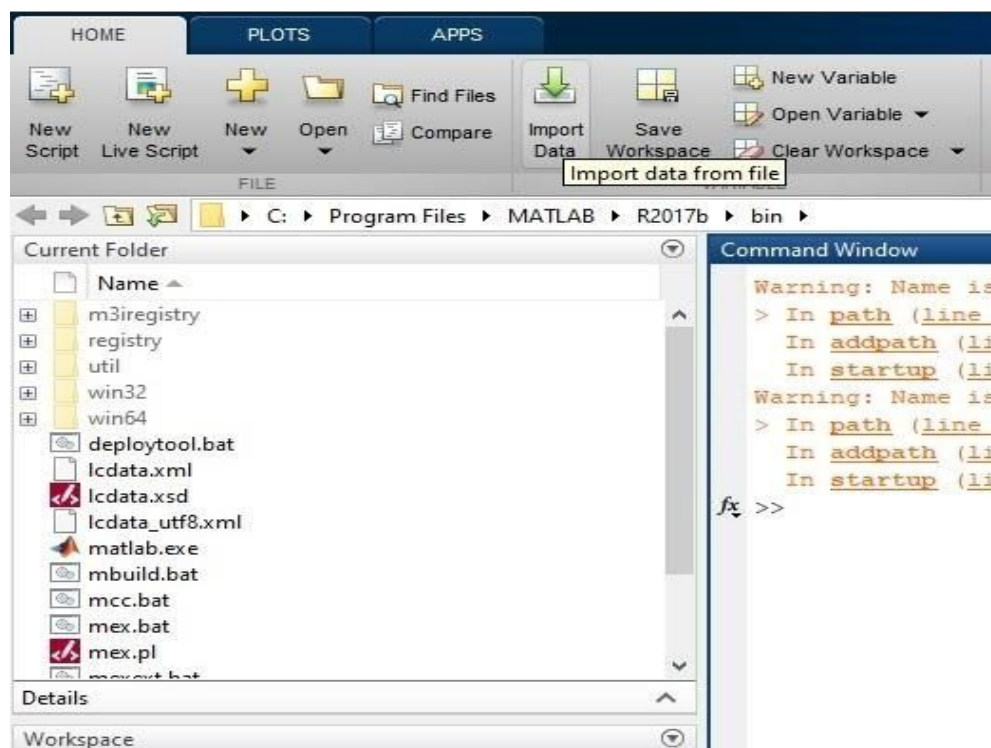 HOME PLOTS APPS
New Script
New Live Script
New
Open
Find Files
Compare
Import Data
Save Workspace
New Variable
Open Variable
Clear Workspace
FILE
Import data from file
C: Program Files MATLAB R2017b bin
Current Folder
Name
m3iregistry
registry
util
win32
win64
deploytool.bat
lcdata.xml
lcdata.xsd
lcdata_utf8.xml
matlab.exe
mbuild.bat
mcc.bat
mex.bat
mex.pl
Details
Workspace
Command Window
Warning: Name is
> In path (line
In addpath (li
In startup (li
Warning: Name is
> In path (line
In addpath (li
In startup (li
fx >>